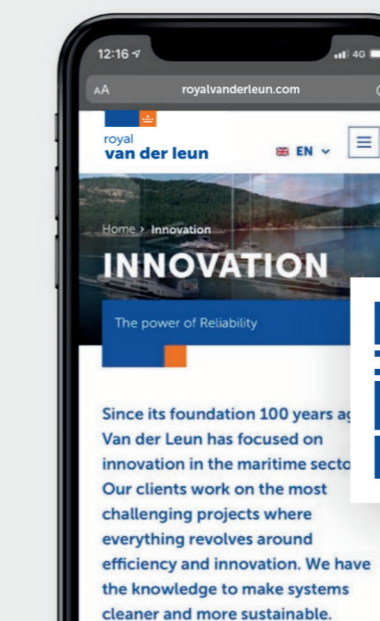 12:16
4G
AA
royalvanderleun.com
royal
van der leun
EN
Home > Innovation
INNOVATION
The power of Reliability
Since its foundation 100 years
Van der Leun has focused on
innovation in the maritime
Our clients work on the most
challenging projects where
everything revolves around
efficiency and innovation. We have
the knowledge to make systems
cleaner and more sustainable.